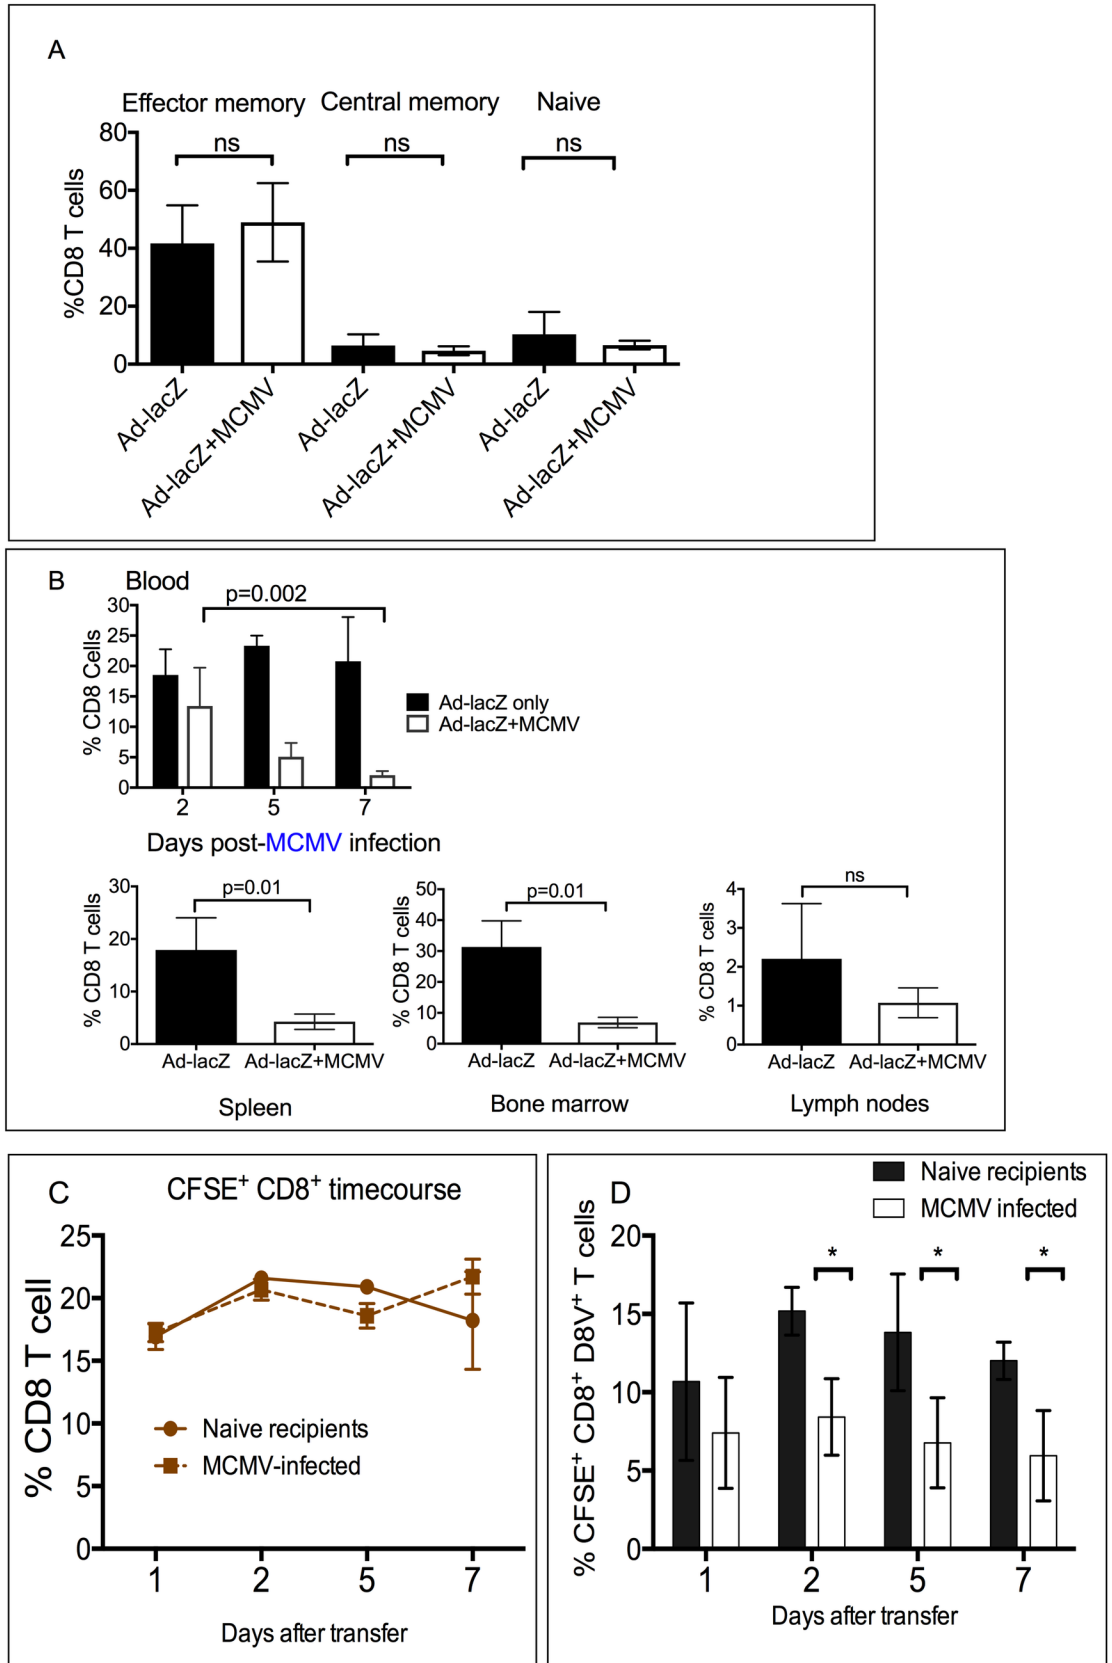 A
Effector memory Central memory Naive
ns ns ns
%CD8 T cells
80
60
40
20
0
Ad-lacZ Ad-lacZ+MCMV Ad-lacZ Ad-lacZ+MCMV Ad-lacZ Ad-lacZ+MCMV
B
Blood
p=0.002
% CD8 Cells
30
25
20
15
10
5
0
2 5 7
Days post-MCMV infection
Ad-lacZ only
Ad-lacZ+MCMV
% CD8 T cells
30
20
10
0
p=0.01
Ad-lacZ Ad-lacZ+MCMV
Spleen
% CD8 T cells
50
40
30
20
10
0
p=0.01
Ad-lacZ Ad-lacZ+MCMV
Bone marrow
% CD8 T cells
4
3
2
1
0
ns
Ad-lacZ Ad-lacZ+MCMV
Lymph nodes
C
CFSE+ CD8+ timecourse
% CD8 T cell
25
20
15
10
5
0
Naive recipients
MCMV-infected
1 2 5 7
Days after transfer
D
Naive recipients
MCMV infected
% CFSE+ CD8+ D8V+ T cells
20
15
10
5
0
* * *
1 2 5 7
Days after transfer